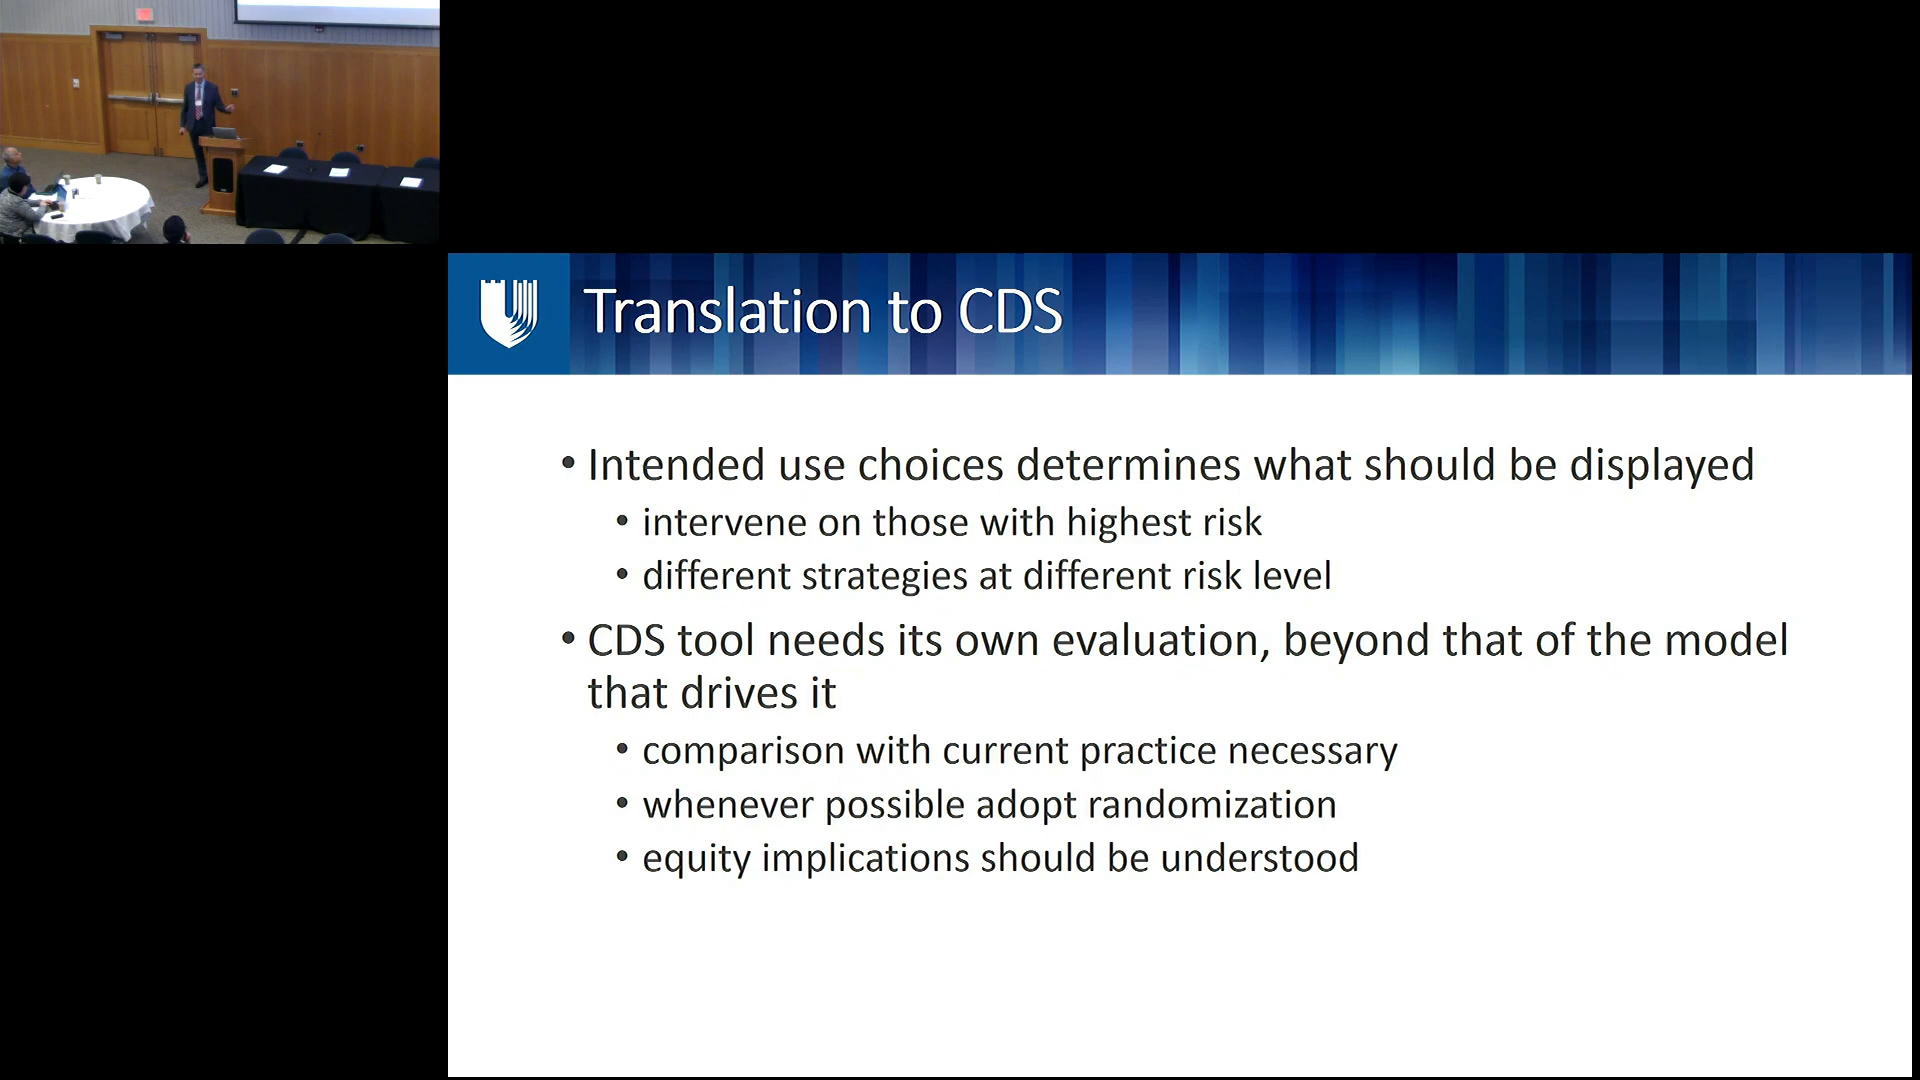 Translation to CDS
• Intended use choices determines what should be displayed
• intervene on those with highest risk
• different strategies at different risk level
• CDS tool needs its own evaluation, beyond that of the model
that drives it
• comparison with current practice necessary
• whenever possible adopt randomization
• equity implications should be understood